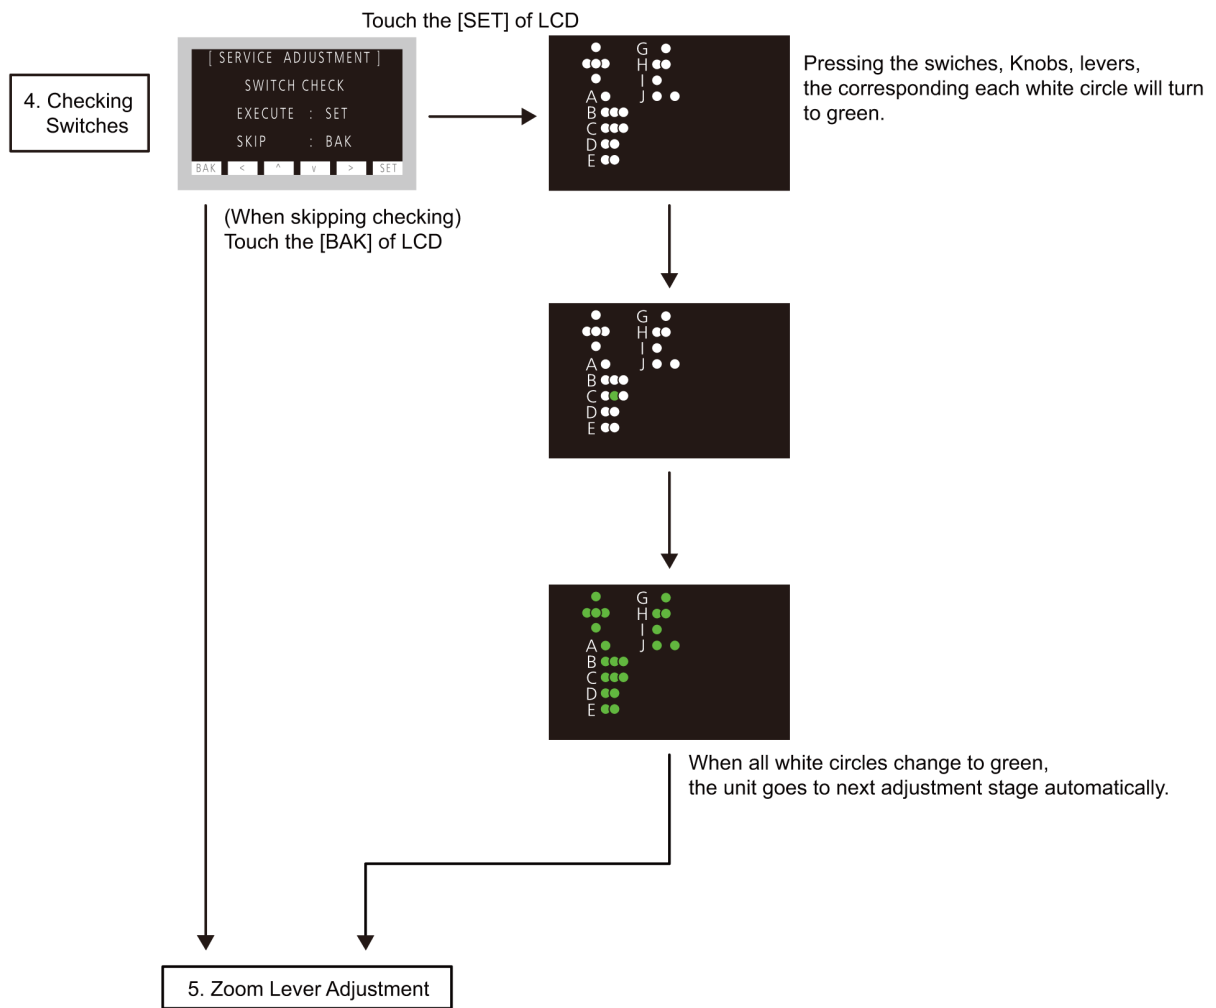 Touch the [SET] of LCD
4. Checking
Switches
[ SERVICE ADJUSTMENT ]
SWITCH CHECK
EXECUTE : SET
SKIP : BAK
BAK < ^ v > SET
G
H
I
A J
B
C
D
E
Pressing the swiches, Knobs, levers,
the corresponding each white circle will turn
to green.
(When skipping checking)
Touch the [BAK] of LCD
G
H
I
A J
B
C
D
E
G
H
I
A J
B
C
D
E
When all white circles change to green,
the unit goes to next adjustment stage automatically.
5. Zoom Lever Adjustment